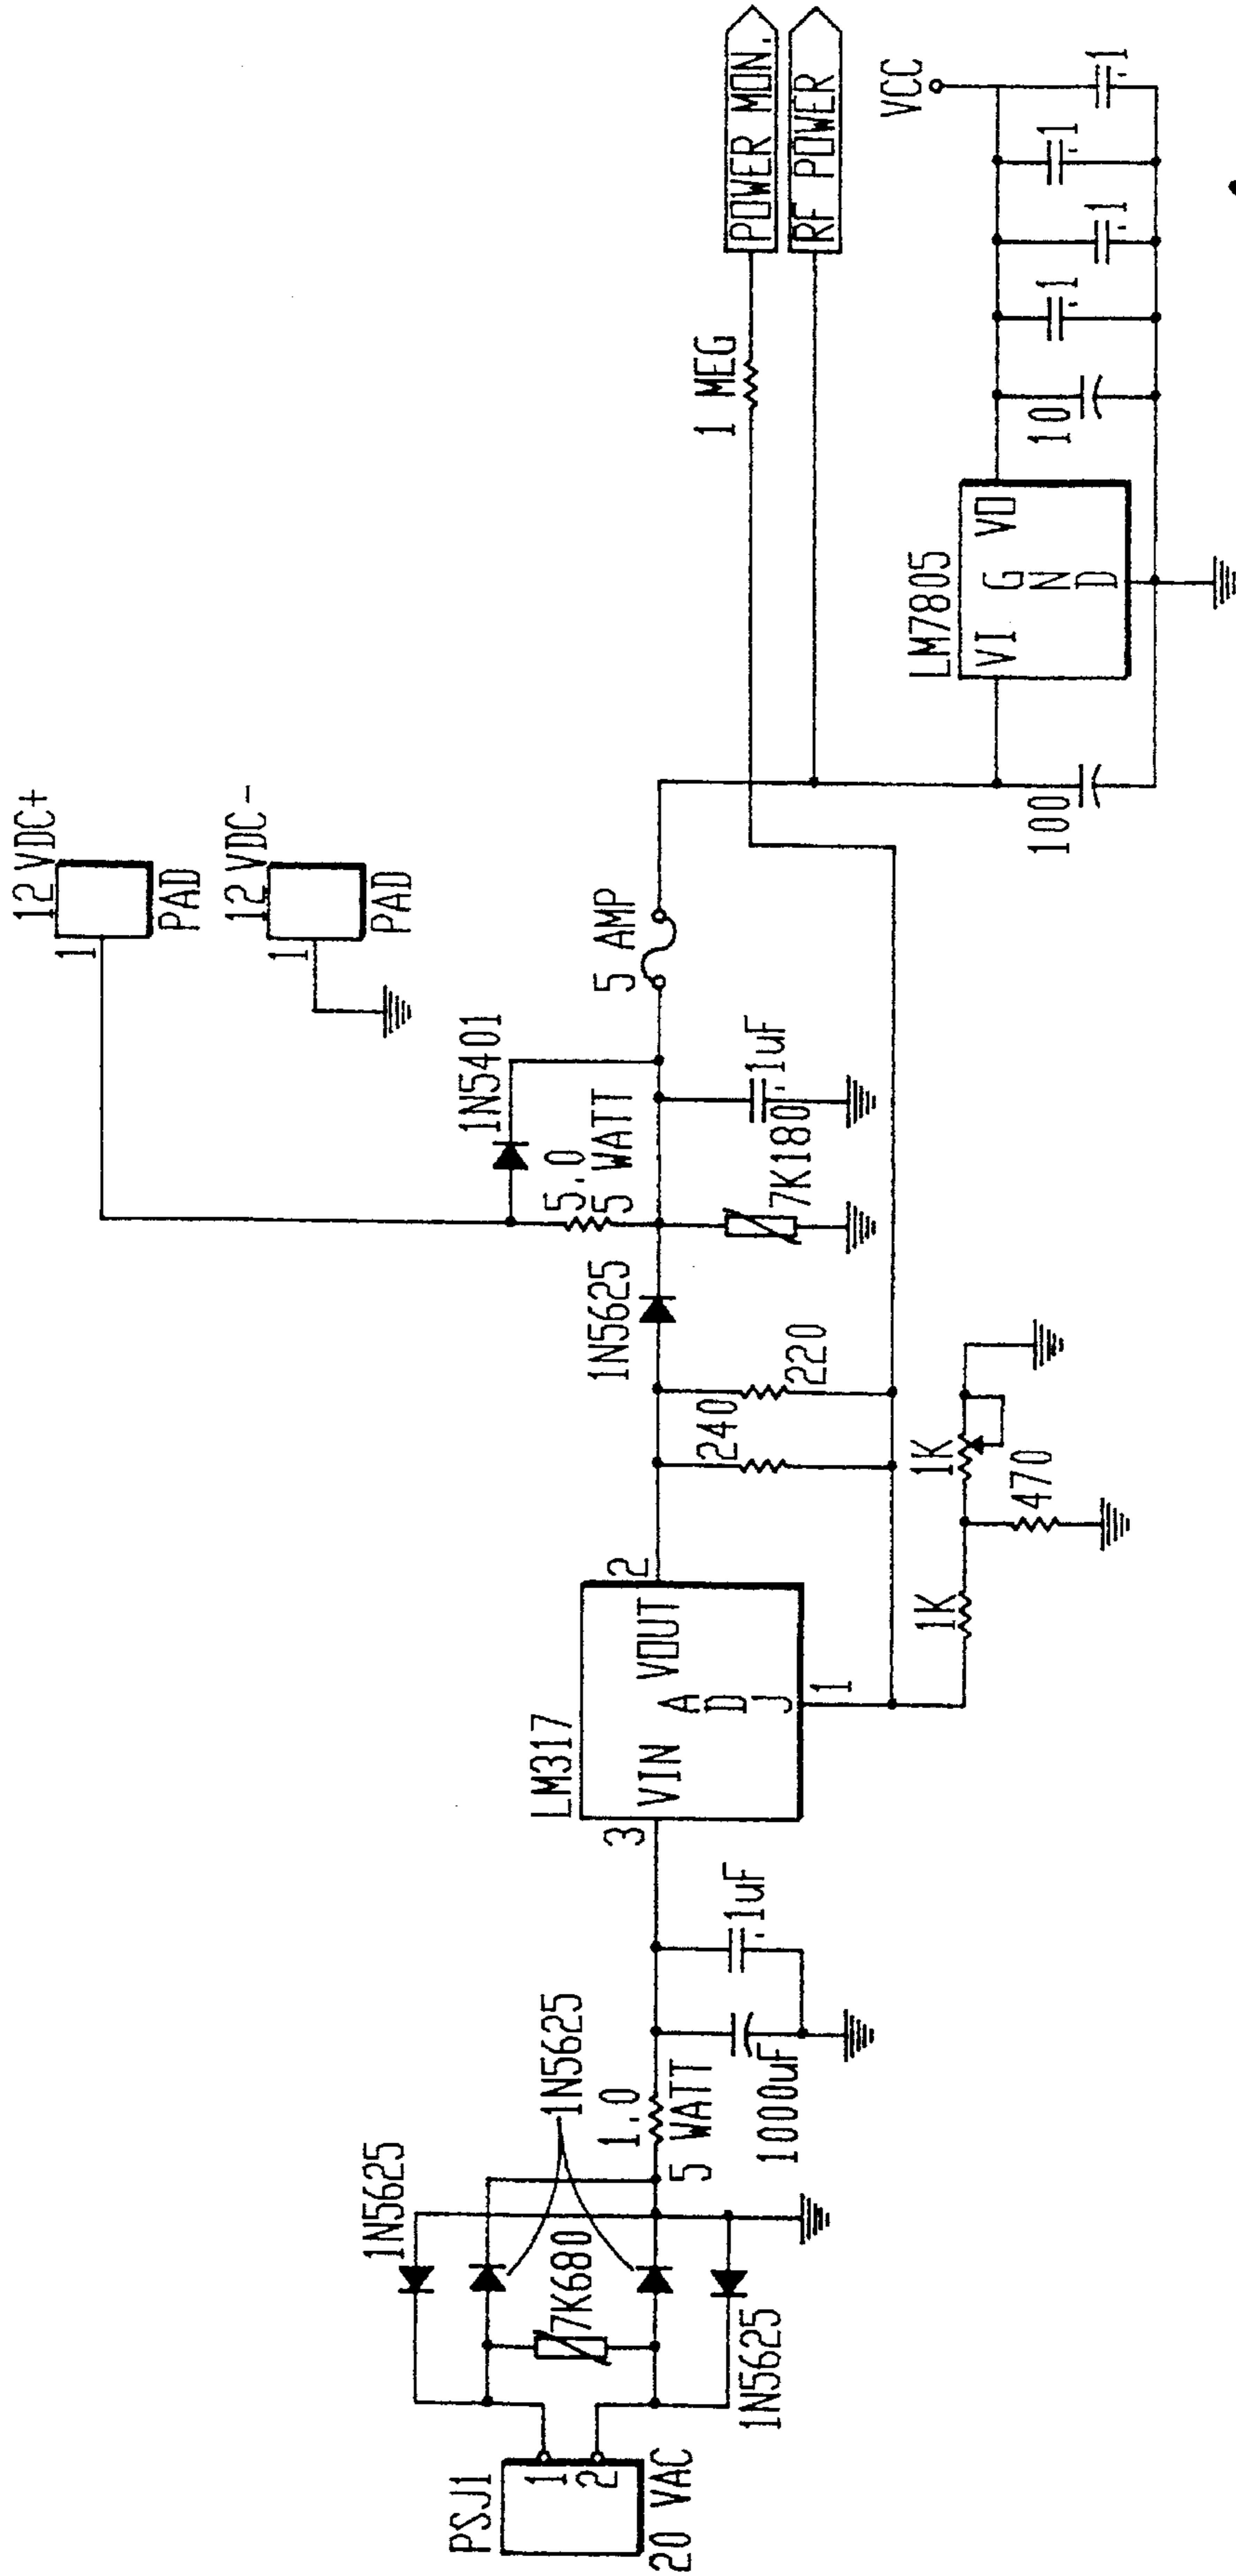 PSJ1
1
2
20 VAC
1N5625
1N5625
7K680
1N5625
1.0
5 WATT
1000uF
.1uF
LM317
3
VIN
VOUT
2
A
D
J
1
1K
1K
470
240
220
1N5625
5.0
5 WATT
1N5401
7K180
.1uF
5 AMP
12 VDC+
1
PAD
12 VDC-
1
PAD
1 MEG
POWER MON.
RF POWER
100
LM7805
VI
G
N
D
VO
10
.1
.1
.1
.1
VCC